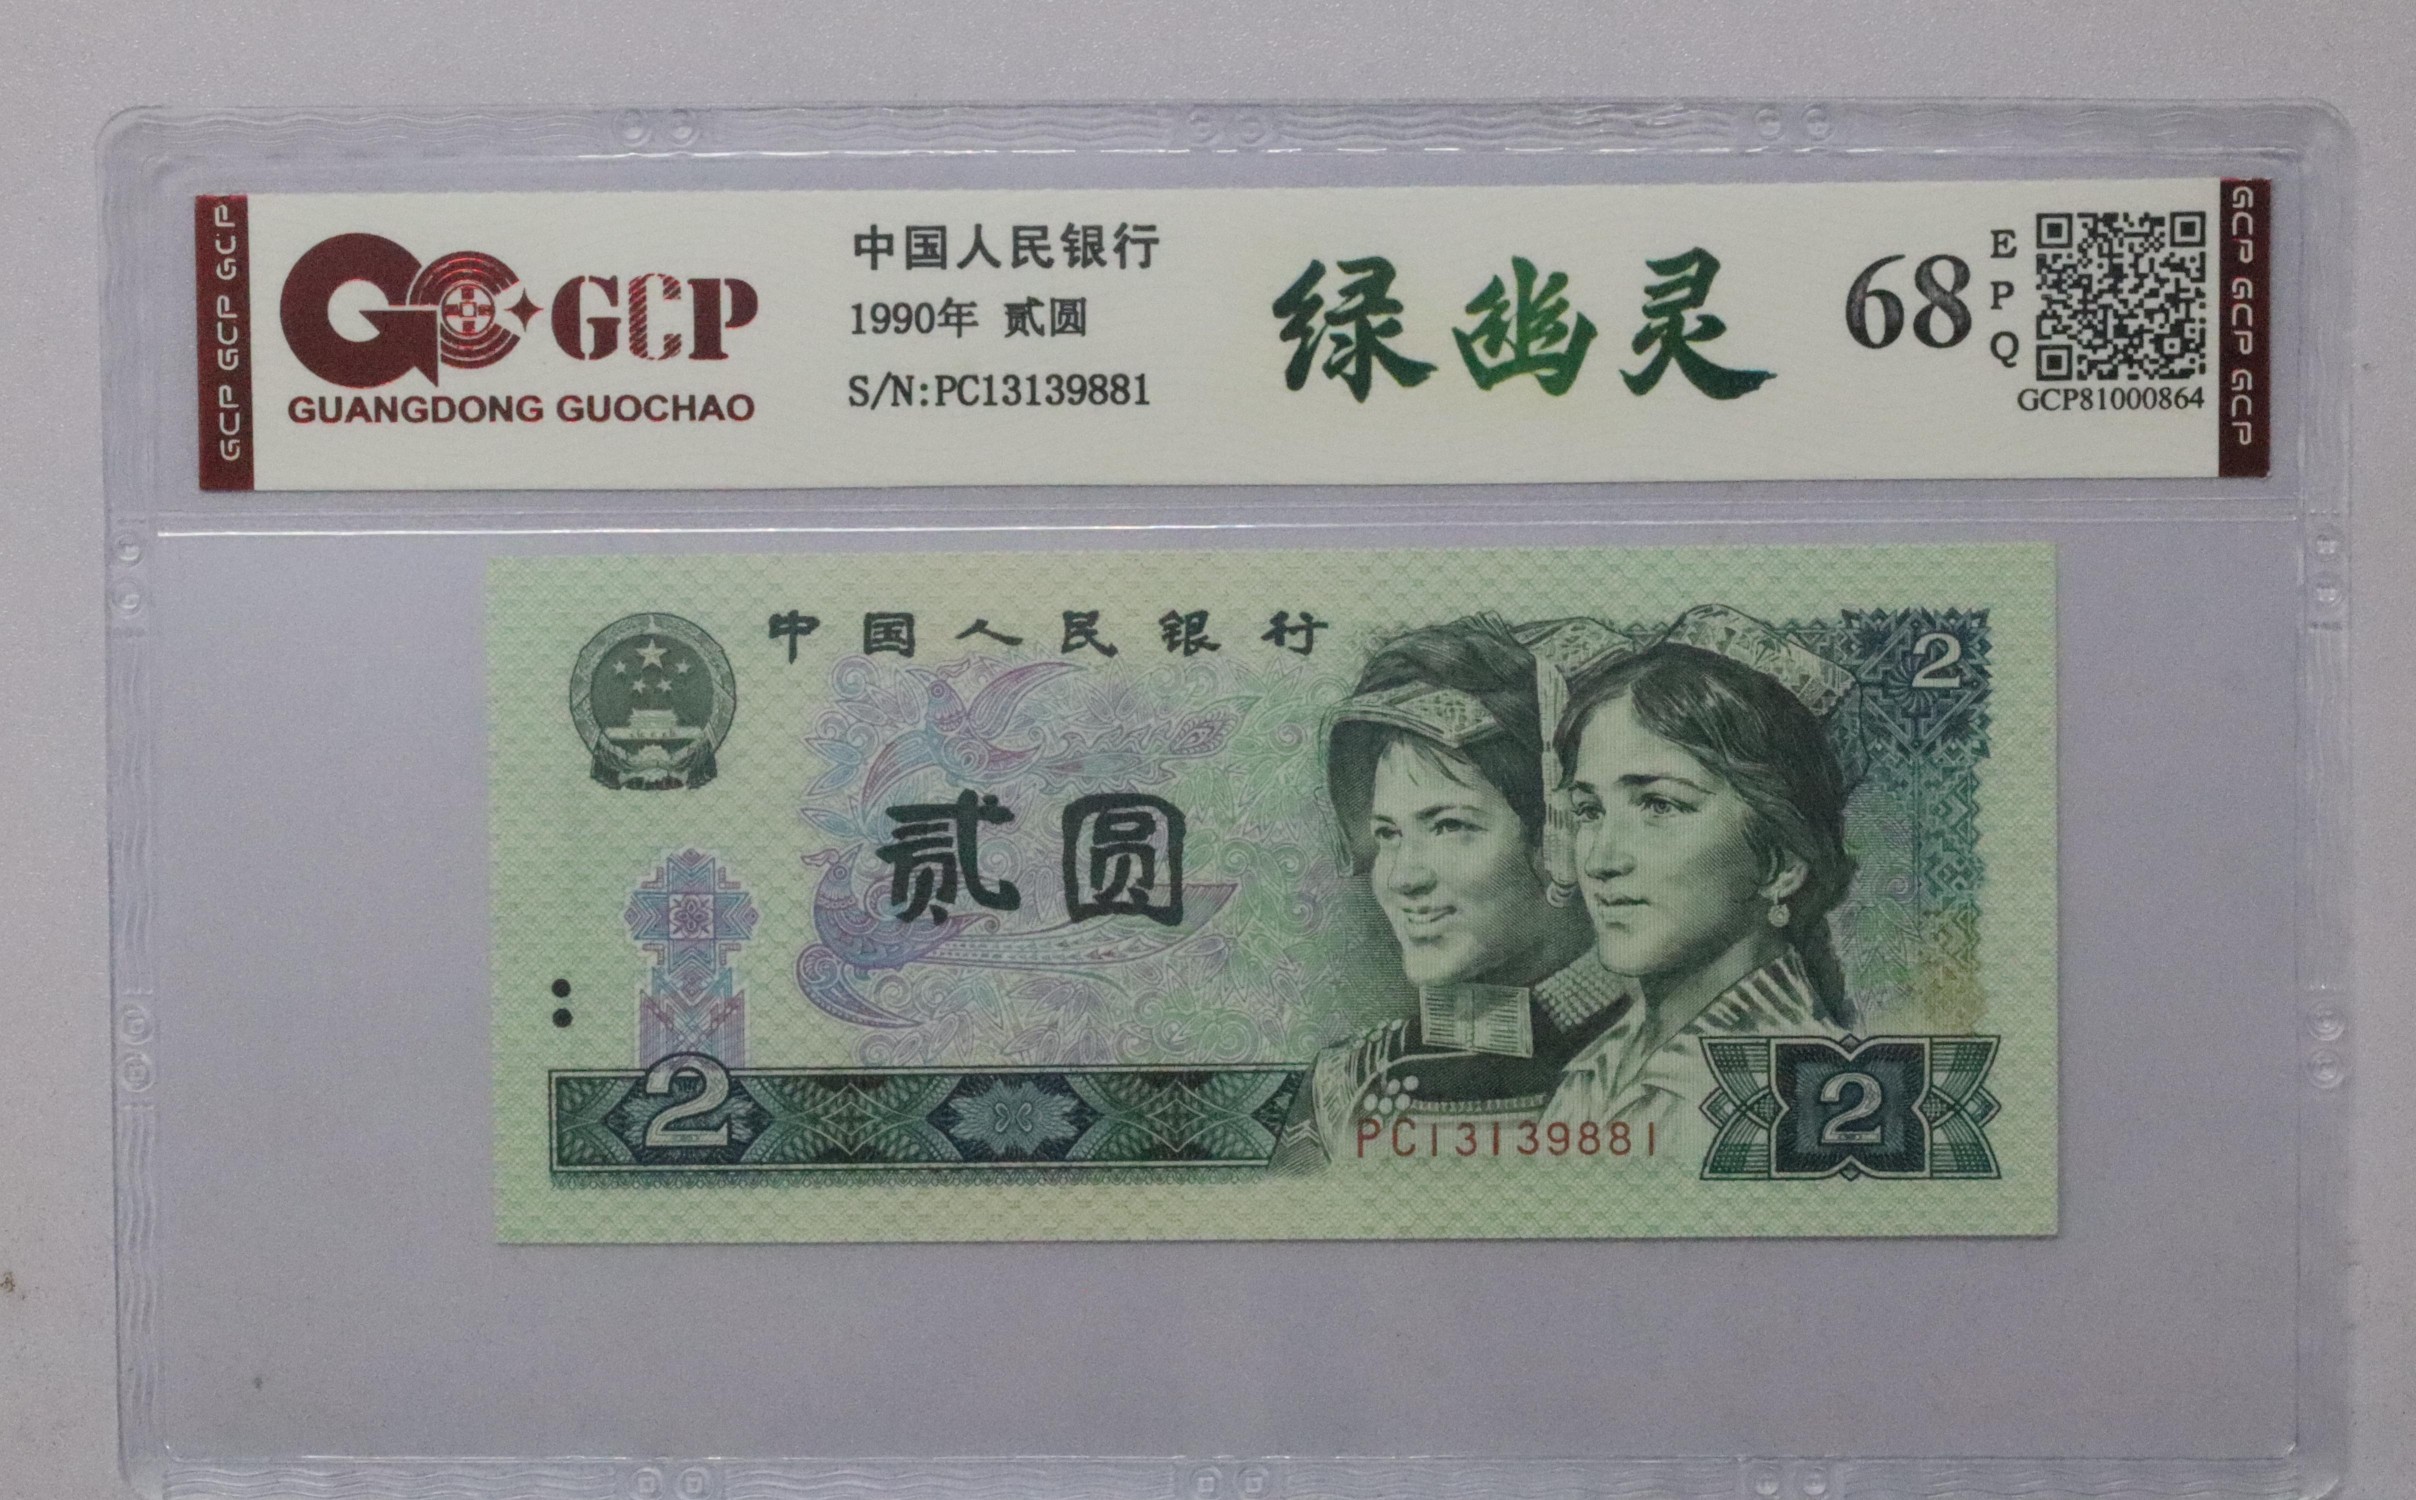 GCP GCP GCP
GCP
GUANGDONG GUOCHAO
中国人民银行
1990年 贰圆
S/N:PC13139881
绿幽灵
68
EPQ
GCP81000864
GCP GCP GCP
中国人民银行
2
贰圆
2
PC13139881
2